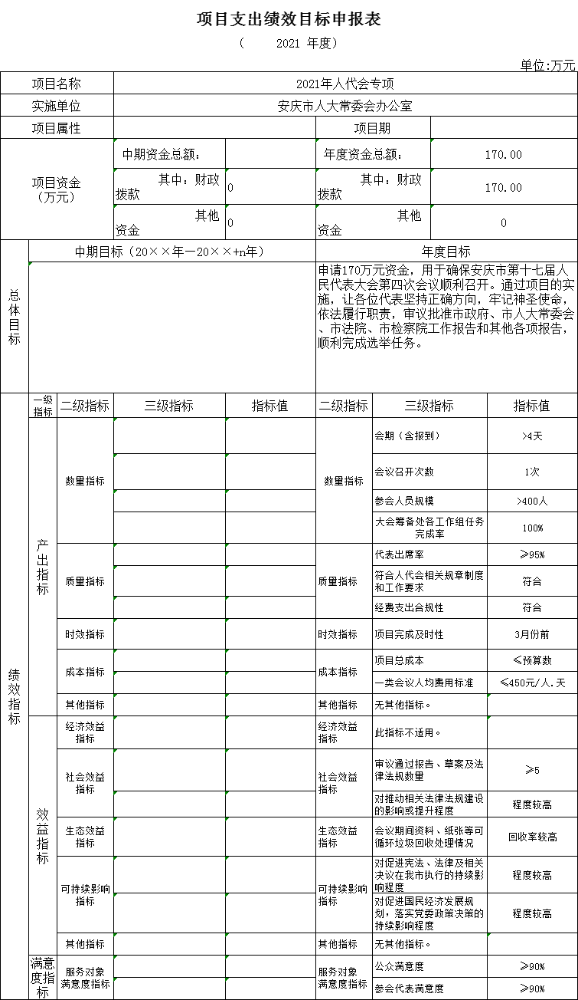 项目支出绩效目标申报表
（ 2021 年度）
单位:万元
项目名称 2021年人代会专项
实施单位 安庆市人大常委会办公室
项目属性 项目期
项目资金
（万元）
中期资金总额： 年度资金总额： 170.00
其中：财政
拨款 0 其中：财政
拨款 170.00
其他
资金 0 其他
资金 0
总体目标
中期目标（20××年—20××+n年） 年度目标
申请170万元资金，用于确保安庆市第十七届人
民代表大会第四次会议顺利召开。通过项目的实
施，让各位代表坚持正确方向，牢记神圣使命，
依法履行职责，审议批准市政府、市人大常委会
、市法院、市检察院工作报告和其他各项报告，
顺利完成选举任务。
绩效指标
一级
指标 二级指标 三级指标 指标值 二级指标 三级指标 指标值
产出指标
数量指标 数量指标 会期（含报到） >4天
会议召开次数 1次
参会人员规模 >400人
大会筹备处各工作组任务
完成率 100%
质量指标 质量指标 代表出席率 ≥95%
符合人代会相关规章制度
和工作要求 符合
经费支出合规性 符合
时效指标 时效指标 项目完成及时性 3月份前
成本指标 成本指标 项目总成本 ≤预算数
一类会议人均费用标准 ≤450元/人.天
其他指标 其他指标 无其他指标。
效益指标
经济效益
指标 经济效益
指标 此指标不适用。
社会效益
指标 社会效益
指标 审议通过报告、草案及法
律法规数量 ≥5
对推动相关法律法规建设
的影响或提升程度 程度较高
生态效益
指标 生态效益
指标 会议期间资料、纸张等可
循环垃圾回收处理情况 回收率较高
可持续影响
指标 可持续影响
指标 对促进宪法、法律及相关
决议在我市执行的持续影
响程度 程度较高
对促进国民经济发展规
划，落实党委政策决策的
持续影响程度 程度较高
其他指标 其他指标 无其他指标。
满意
度指
标
服务对象
满意度指标 服务对象
满意度指标 公众满意度 ≥90%
参会代表满意度 ≥90%